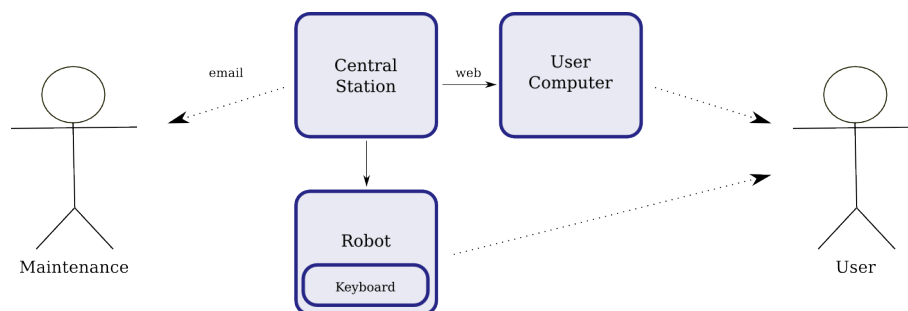 Central
Station
User
Computer
email
web
Robot
Keyboard
Maintenance
User